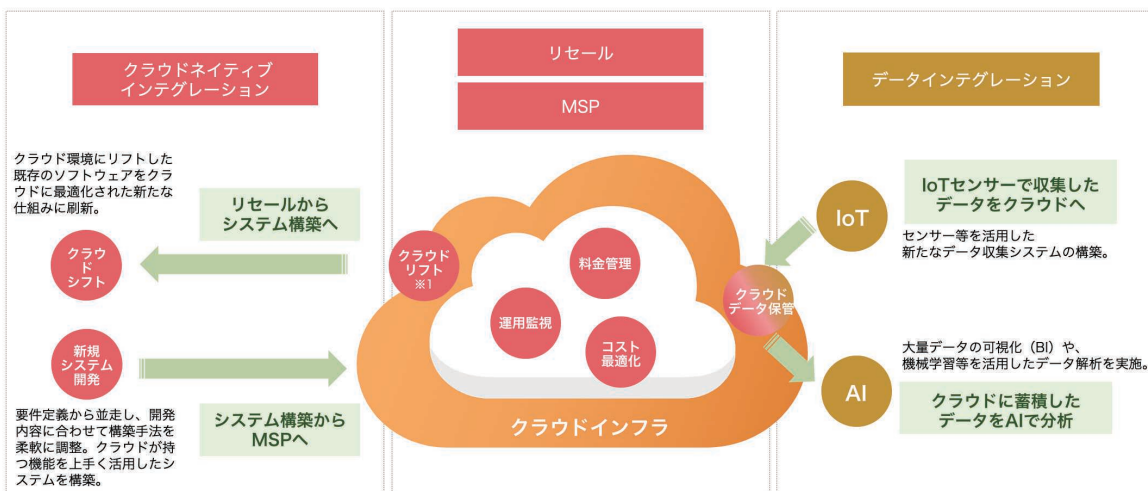 クラウドネイティブ
インテグレーション
クラウド環境にリフトした
既存のソフトウェアをクラ
ウドに最適化された新たな
仕組みに刷新。
リセールから
システム構築へ
クラウ
ド
シフト
新規
システム
開発
要件定義から並走し、開発
内容に合わせて構築手法を
柔軟に調整。クラウドが持
つ機能を上手く活用したシ
ステムを構築。
システム構築から
MSPへ
リセール
MSP
クラウド
リフト
※1
料金管理
運用監視
コスト
最適化
クラウド
データ保管
クラウドインフラ
データインテグレーション
IoT
IoTセンサーで収集した
データをクラウドへ
センサー等を活用した
新たなデータ収集システムの構築。
大量データの可視化（BI）や、
機械学習等を活用したデータ解析を実施。
AI
クラウドに蓄積した
データをAIで分析